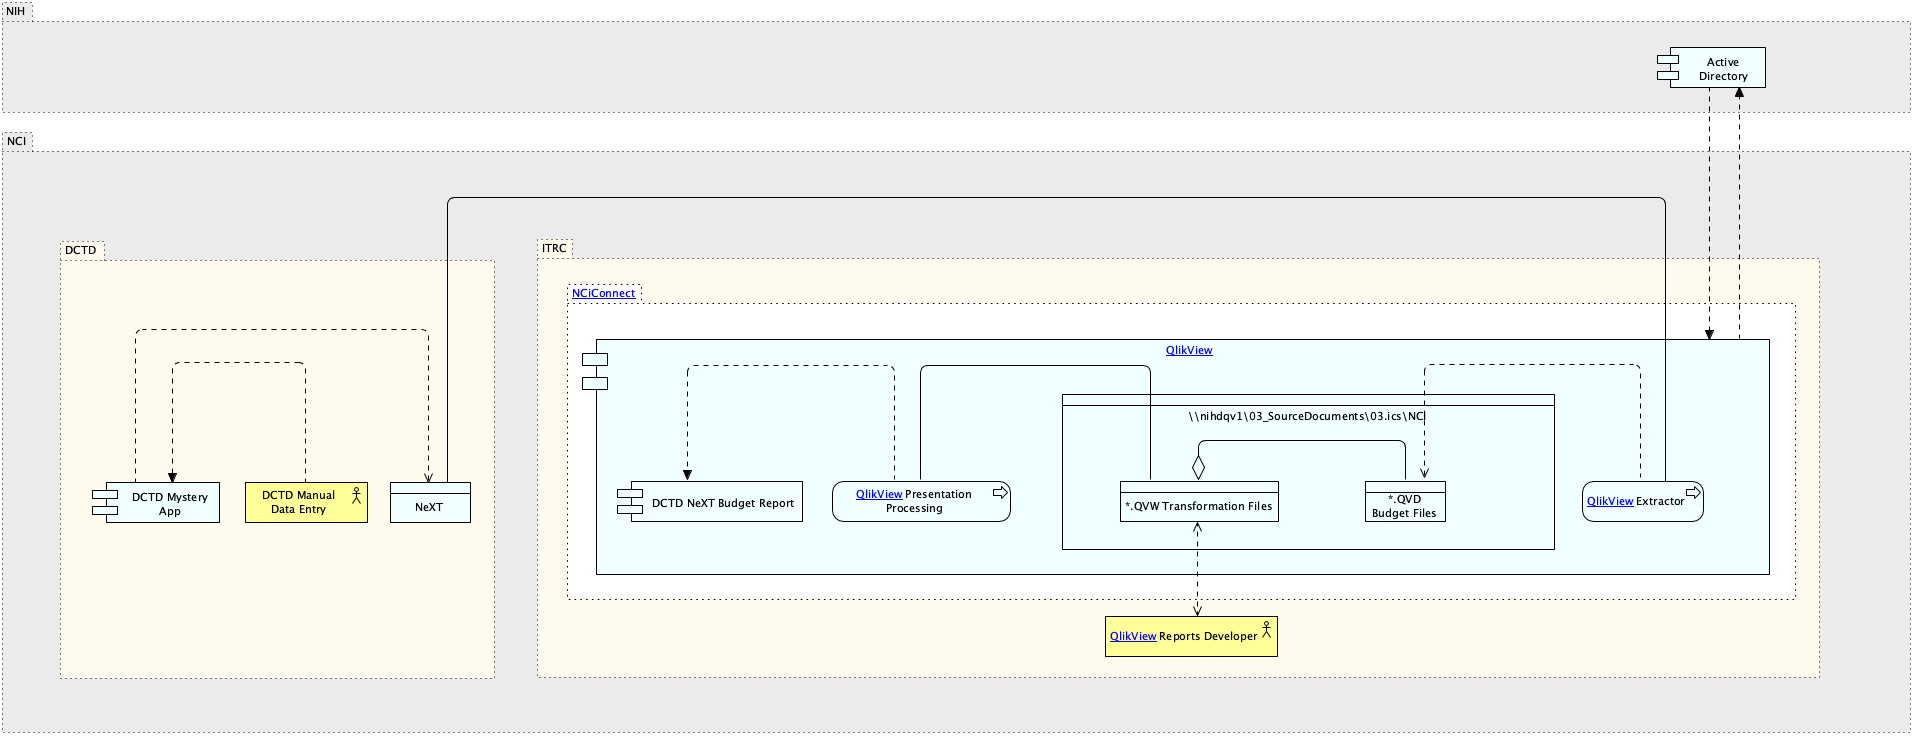 NIH
Active
Directory
NCI
DCTD
ITRC
NCiConnect
QlikView
\\nihdqv1\03_SourceDocuments\03.ics\NCI
DCTD Mystery
App
DCTD Manual
Data Entry
NeXT
DCTD NeXT Budget Report
QlikView Presentation
Processing
*.QVW Transformation Files
*.QVD
Budget Files
QlikView Extractor
QlikView Reports Developer